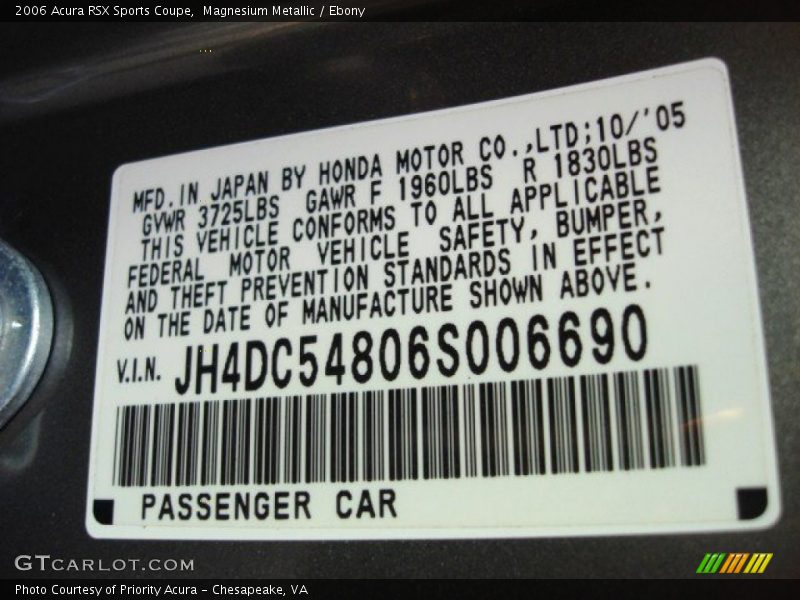 2006 Acura RSX Sports Coupe,  Magnesium Metallic / Ebony
MFD.IN JAPAN BY HONDA MOTOR CO.,LTD;10/'05
GVWR 3725LBS GAWR F 1960LBS R 1830LBS
THIS VEHICLE CONFORMS TO ALL APPLICABLE
FEDERAL MOTOR VEHICLE SAFETY, BUMPER,
AND THEFT PREVENTION STANDARDS IN EFFECT
ON THE DATE OF MANUFACTURE SHOWN ABOVE.
V.I.N. JH4DC54806S006690
PASSENGER CAR
GTCARLOT.COM
Photo Courtesy of Priority Acura - Chesapeake, VA